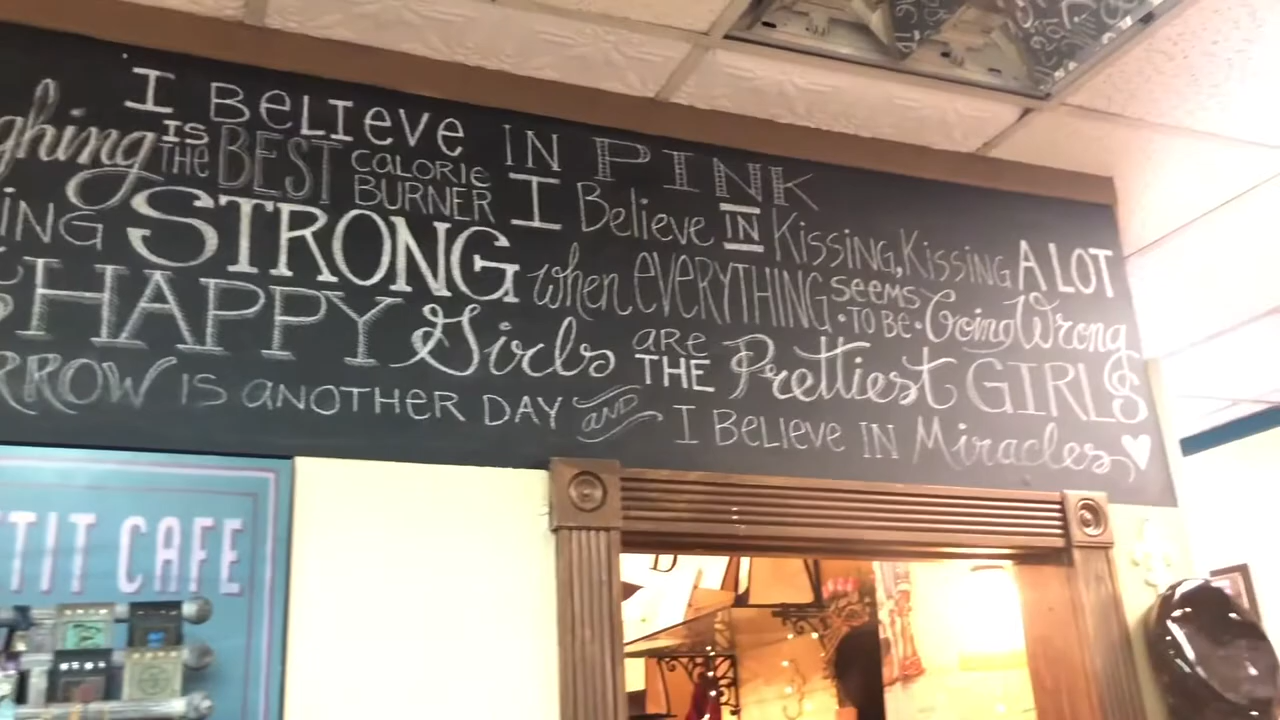 I BeLIeve IN PINK
ghing IS THE BEST CALORIE BURNER I Believe IN Kissing, Kissing A LOT
ING STRONG when EVERYTHING seems TO BE Going Wrong
HAPPY Girls are THE Prettiest GIRLS
RROW IS aNOTHER DAY AND I BELIEVE IN Miracles
TIT CAFE